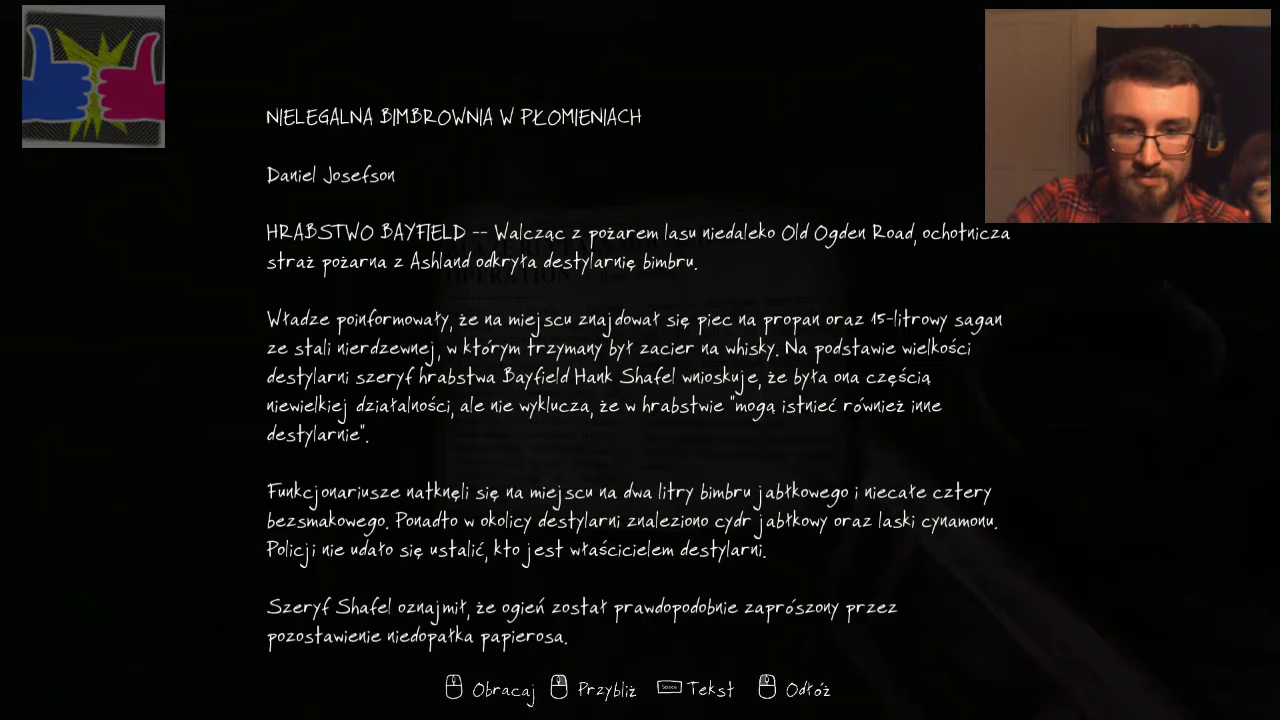 NIELEGALNA BIMBROWNIA W PŁOMIENIACH
Daniel Josefson
HRABSTWO BAYFIELD -- Walcząc z pożarem lasu niedaleko Old Ogden Road, ochotnicza
straż pożarna z Ashland odkryła destylarnię bimbru.
Władze poinformowały, że na miejscu znajdował się piec na propan oraz 15-litrowy sagan
ze stali nierdzewnej, w którym trzymany był zacier na whisky. Na podstawie wielkości
destylarni szeryf hrabstwa Bayfield Hank Shafel wnioskuje, że była ona częścią
niewielkiej działalności, ale nie wyklucza, że w hrabstwie "mogą istnieć również inne
destylarnie".
Funkcjonariusze natknęli się na miejscu na dwa litry bimbru jabłkowego i niecałe cztery
bezsmakowego. Ponadto w okolicy destylarni znaleziono cydr jabłkowy oraz laski cynamonu.
Policji nie udało się ustalić, kto jest właścicielem destylarni.
Szeryf Shafel oznajmił, że ogień został prawdopodobnie zaprószony przez
pozostawienie niedopałka papierosa.
Obracaj Przybliż Tekst Odłóż